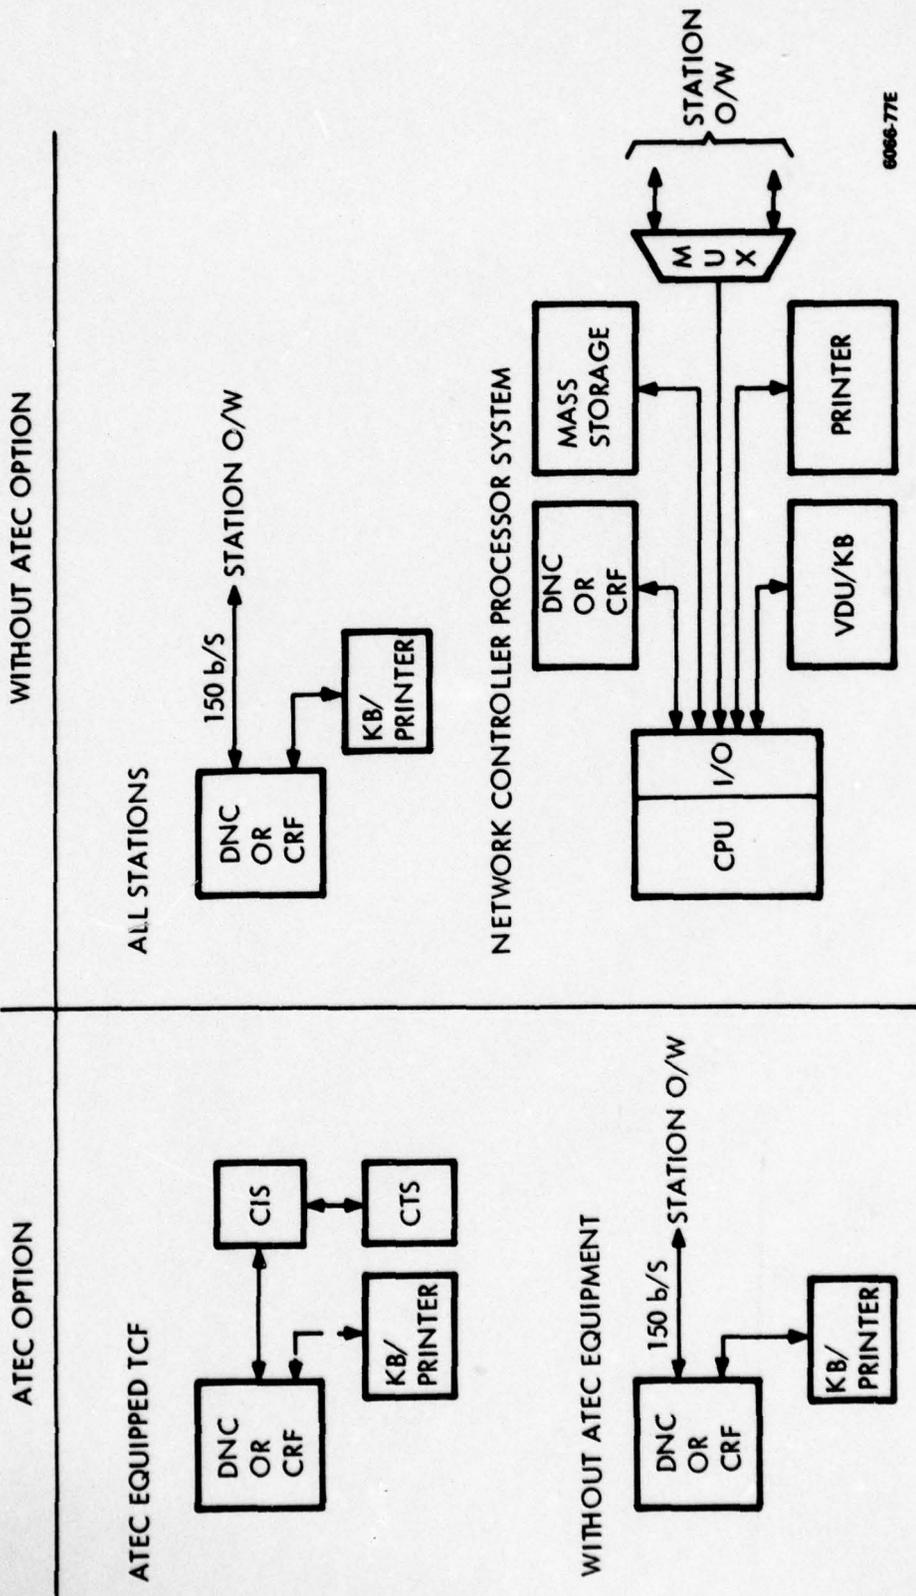 ATEC OPTION
WITHOUT ATEC OPTION
ATEC EQUIPPED TCF
DNC
OR
CRF
CIS
CTS
KB/
PRINTER
WITHOUT ATEC EQUIPMENT
DNC
OR
CRF
150 b/S
STATION O/W
KB/
PRINTER
ALL STATIONS
DNC
OR
CRF
150 b/S
STATION O/W
KB/
PRINTER
NETWORK CONTROLLER PROCESSOR SYSTEM
CPU
I/O
DNC
OR
CRF
MASS
STORAGE
VDU/KB
PRINTER
M
U
X
STATION
O/W
6066-77E